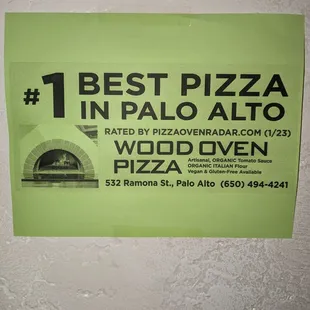 #1 BEST PIZZA
IN PALO ALTO
RATED BY PIZZAOVENRADAR.COM (1/23)
WOOD OVEN
PIZZA
Artisanal, ORGANIC Tomato Sauce
ORGANIC ITALIAN Flour
Vegan & Gluten-Free Available
532 Ramona St., Palo Alto (650) 494-4241